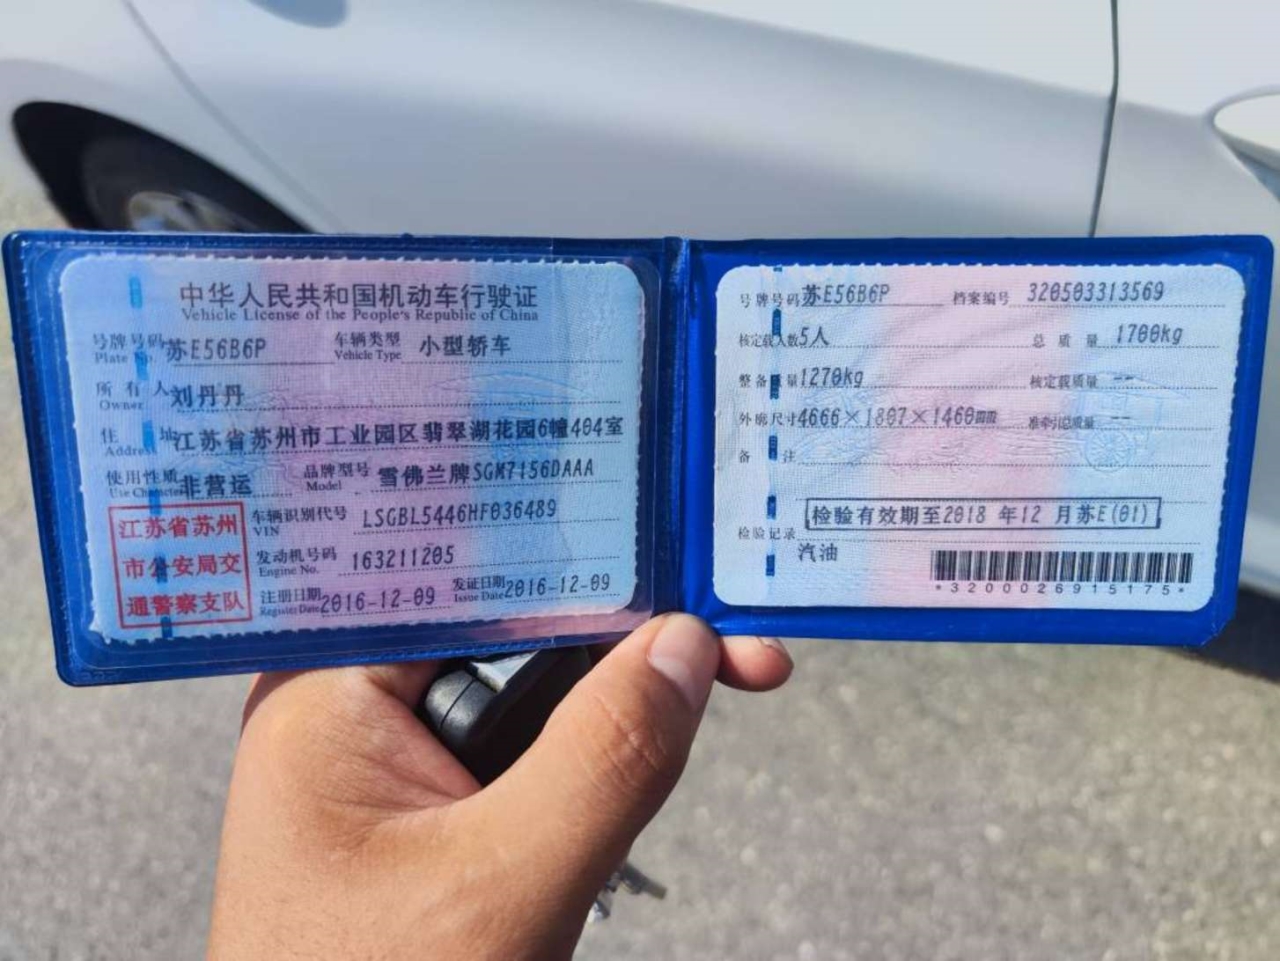 中华人民共和国机动车行驶证
Vehicle License of the People's Republic of China
号牌号码 苏E56B6P 车辆类型 小型轿车
Plate No. Vehicle Type
所有人 刘丹丹
Owner
住址 江苏省苏州市工业园区翡翠湖花园6幢404室
Address
使用性质 非营运 品牌型号 雪佛兰牌SGM7156DAAA
Use Character Model
江苏省苏州
市公安局交
通警察支队
车辆识别代号 LSGBL5446HF036489
VIN
发动机号码 163211205
Engine No.
注册日期 2016-12-09 发证日期 2016-12-09
Register Date Issue Date
号牌号码 苏E56B6P 档案编号 320503313569
核定载人数 5人 总质量 1700kg
整备质量 1270kg 核定载质量 --
外廓尺寸 4666×1807×1460mm 准牵引总质量 --
备注
检验记录 检验有效期至2018 年12 月苏E(01)
汽油
*3200026915175*